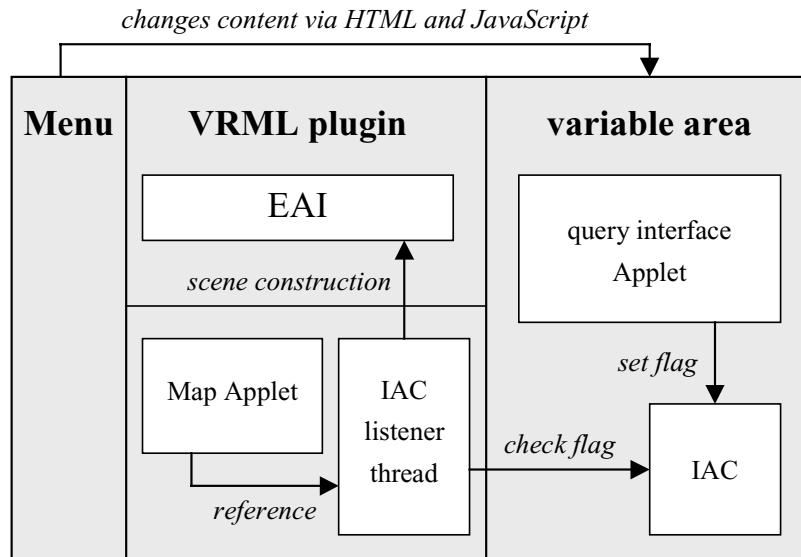 changes content via HTML and JavaScript
Menu
VRML plugin
variable area
EAI
query interface
Applet
scene construction
Map Applet
IAC
listener
thread
set flag
check flag
IAC
reference